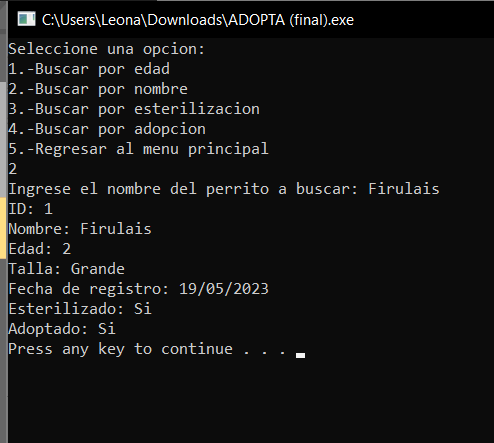 C:\Users\Leona\Downloads\ADOPTA (final).exe
Seleccione una opcion:
1.-Buscar por edad
2.-Buscar por nombre
3.-Buscar por esterilizacion
4.-Buscar por adopcion
5.-Regresar al menu principal
2
Ingrese el nombre del perrito a buscar: Firulais
ID: 1
Nombre: Firulais
Edad: 2
Talla: Grande
Fecha de registro: 19/05/2023
Esterilizado: Si
Adoptado: Si
Press any key to continue . . .